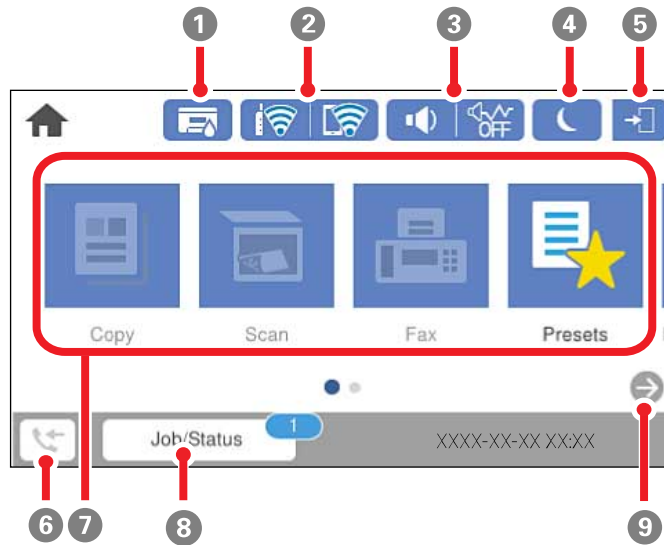 1 2 3 4 5
OFF
Copy Scan Fax Presets
Job/Status 1 XXXX-XX-XX XX:XX
6 7 8 9